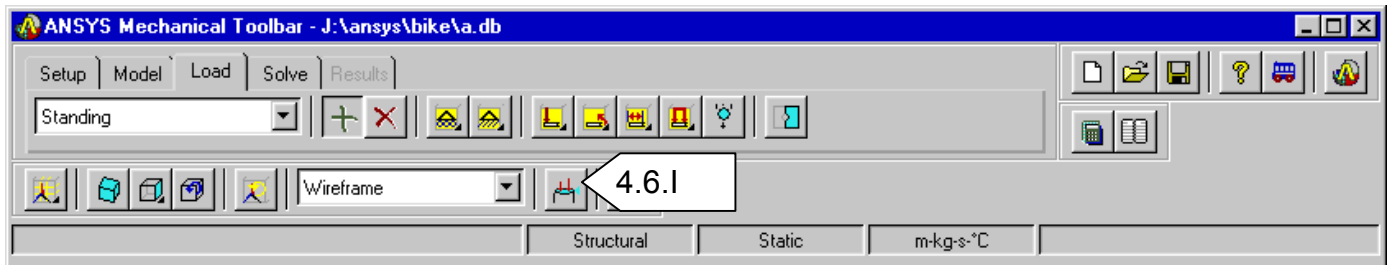 ANSYS Mechanical Toolbar - J:\ansys\bike\a.db
Setup Model Load Solve Results
Standing
Wireframe
4.6.I
Structural Static m-kg-s-°C